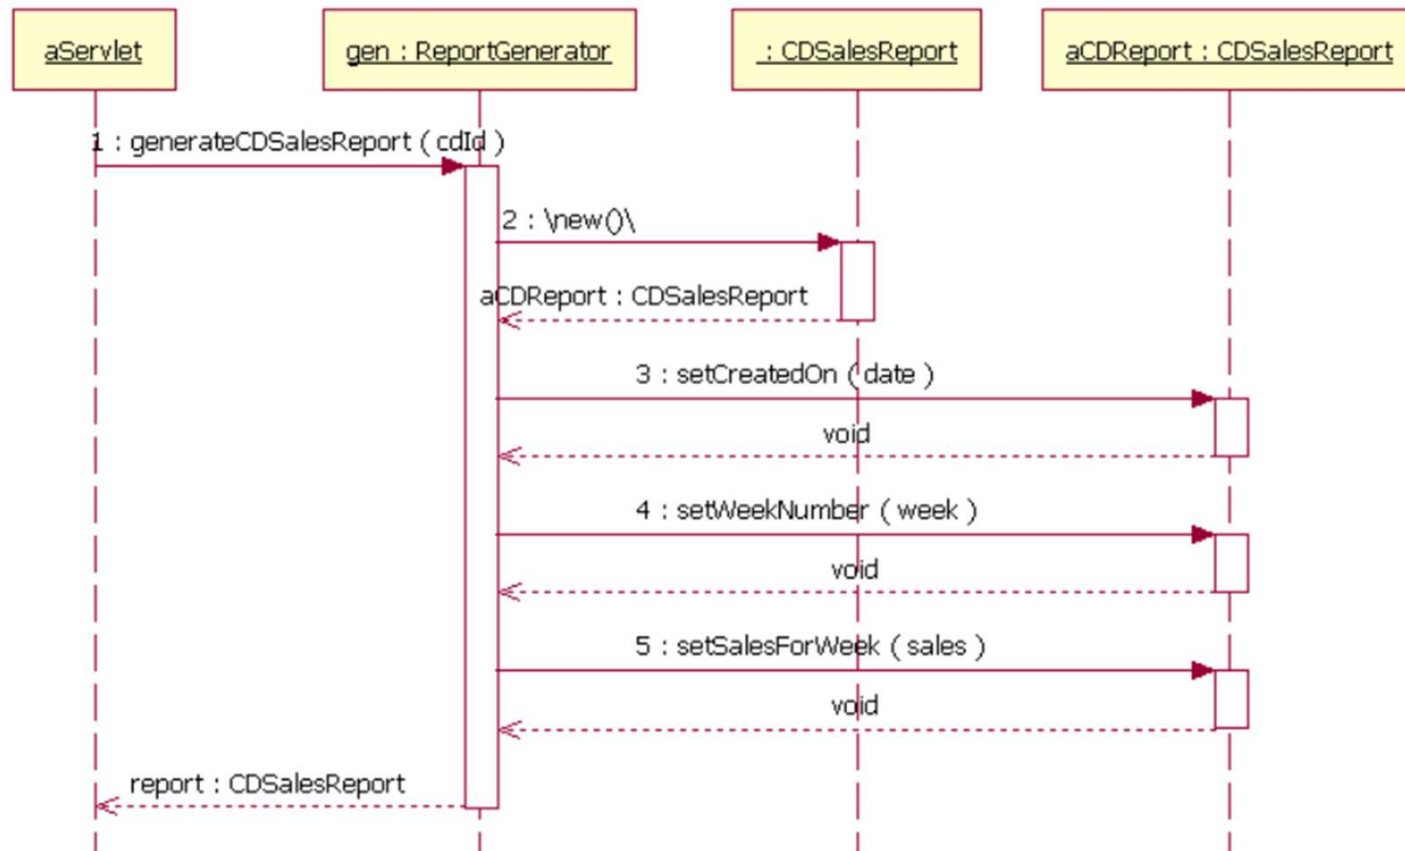 aServlet
gen : ReportGenerator
: CDSalesReport
aCDReport : CDSalesReport
1 : generateCDSalesReport ( cdId )
2 : \new()\
aCDReport : CDSalesReport
3 : setCreatedOn ( date )
void
4 : setWeekNumber ( week )
void
5 : setSalesForWeek ( sales )
void
report : CDSalesReport